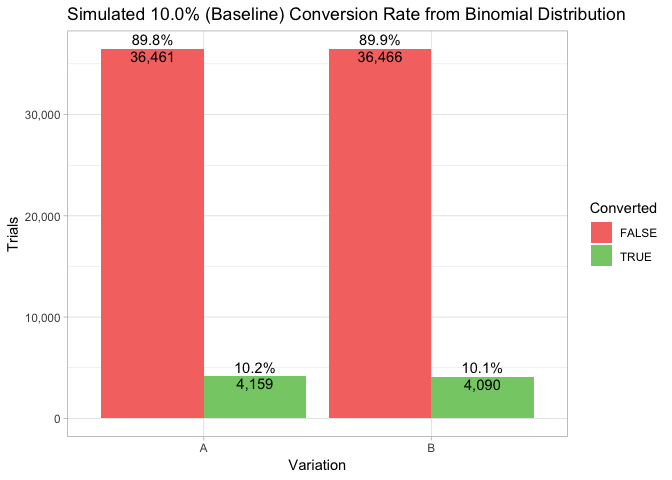 Simulated 10.0% (Baseline) Conversion Rate from Binomial Distribution
89.8%
36,461
89.9%
36,466
10.2%
4,159
10.1%
4,090
30,000
20,000
10,000
0
Trials
A
B
Variation
Converted
FALSE
TRUE